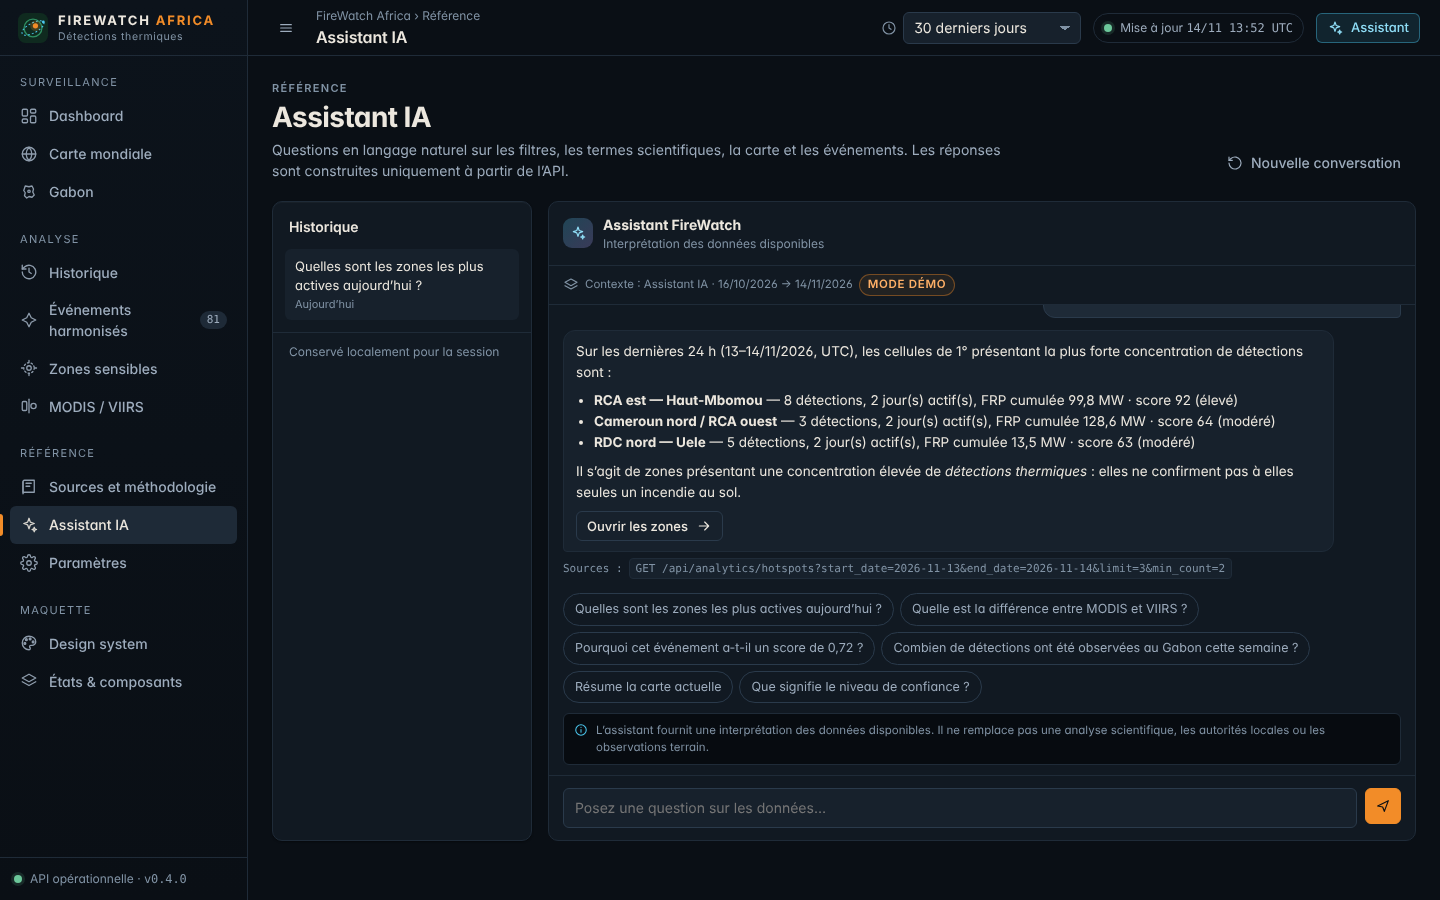 FIREWATCH AFRICA
Détections thermiques
SURVEILLANCE
Dashboard
Carte mondiale
Gabon
ANALYSE
Historique
Événements
harmonisés
81
Zones sensibles
MODIS / VIIRS
RÉFÉRENCE
Sources et méthodologie
Assistant IA
Paramètres
MAQUETTE
Design system
États & composants
API opérationnelle · v0.4.0
FireWatch Africa › Référence
Assistant IA
30 derniers jours
Mise à jour 14/11 13:52 UTC
Assistant
RÉFÉRENCE
Assistant IA
Questions en langage naturel sur les filtres, les termes scientifiques, la carte et les événements. Les réponses
sont construites uniquement à partir de l’API.
Nouvelle conversation
Historique
Quelles sont les zones les plus
actives aujourd’hui ?
Aujourd’hui
Conservé localement pour la session
Assistant FireWatch
Interprétation des données disponibles
Contexte : Assistant IA · 16/10/2026 → 14/11/2026
MODE DÉMO
Sur les dernières 24 h (13–14/11/2026, UTC), les cellules de 1° présentant la plus forte concentration de détections
sont :
• RCA est — Haut-Mbomou — 8 détections, 2 jour(s) actif(s), FRP cumulée 99,8 MW · score 92 (élevé)
• Cameroun nord / RCA ouest — 3 détections, 2 jour(s) actif(s), FRP cumulée 128,6 MW · score 64 (modéré)
• RDC nord — Uele — 5 détections, 2 jour(s) actif(s), FRP cumulée 13,5 MW · score 63 (modéré)
Il s’agit de zones présentant une concentration élevée de détections thermiques : elles ne confirment pas à elles
seules un incendie au sol.
Ouvrir les zones →
Sources : GET /api/analytics/hotspots?start_date=2026-11-13&end_date=2026-11-14&limit=3&min_count=2
Quelles sont les zones les plus actives aujourd’hui ?
Quelle est la différence entre MODIS et VIIRS ?
Pourquoi cet événement a-t-il un score de 0,72 ?
Combien de détections ont été observées au Gabon cette semaine ?
Résume la carte actuelle
Que signifie le niveau de confiance ?
L’assistant fournit une interprétation des données disponibles. Il ne remplace pas une analyse scientifique, les autorités locales ou les
observations terrain.
Posez une question sur les données…